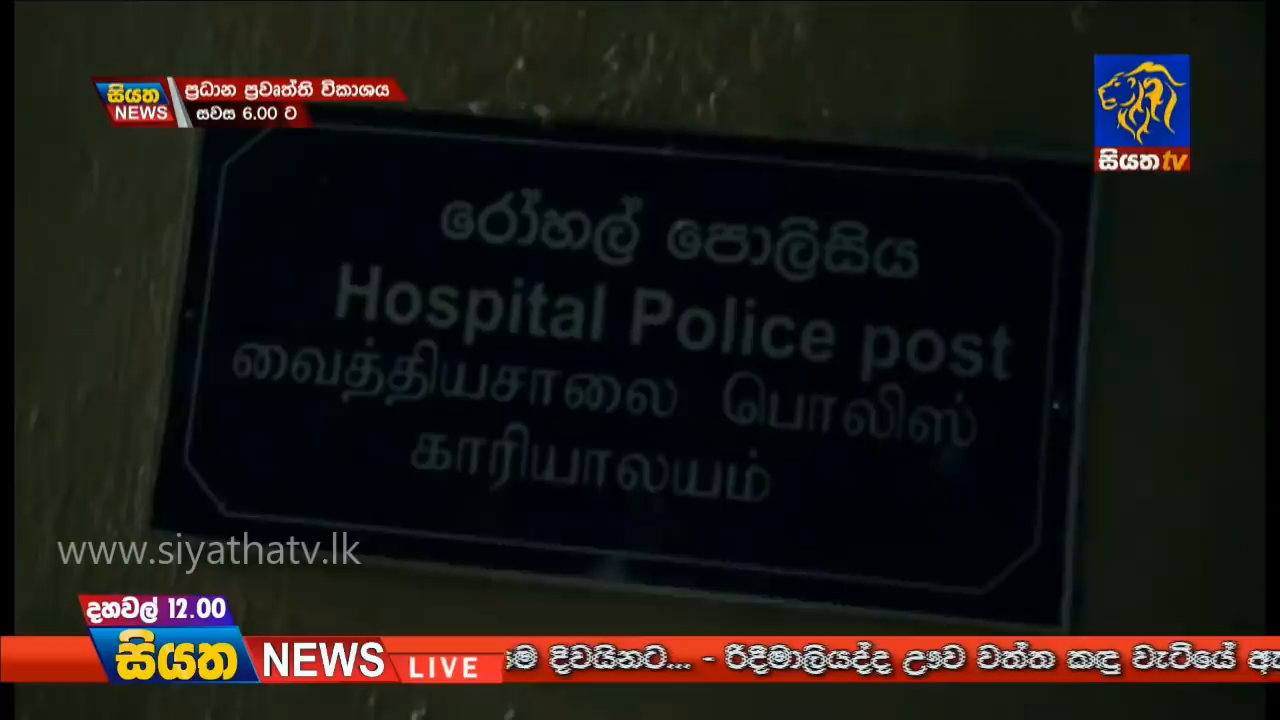 සියත
NEWS
ප්‍රධාන ප්‍රවෘත්ති විකාශය
සවස 6.00 ට
සියත tv
රෝහල් පොලිසිය
Hospital Police post
வைத்தியசாலை பொலிஸ்
காரியாலயம்
www.siyathatv.lk
දහවල් 12.00
සියත NEWS LIVE
දිවයිනට... - රිදීමාලියද්ද ඌව වත්ත කඳු වැටියේ